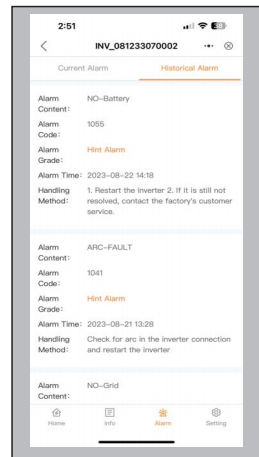 2:51
INV_081233070002
Current Alarm Historical Alarm
Alarm Content: NO-Battery
Alarm Code: 1055
Alarm Grade: Hint Alarm
Alarm Time: 2023-08-22 14:18
Handling Method: 1. Restart the inverter 2. If it is still not
resolved, contact the factory's customer
service.
Alarm Content: ARC-FAULT
Alarm Code: 1041
Alarm Grade: Hint Alarm
Alarm Time: 2023-08-21 13:28
Handling Method: Check for arc in the inverter connection
and restart the inverter
Alarm Content: NO-Grid
Home Info Alarm Setting